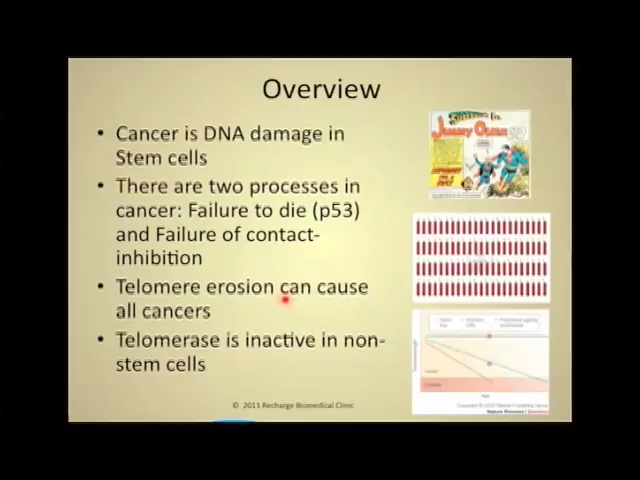 Overview
• Cancer is DNA damage in
Stem cells
• There are two processes in
cancer: Failure to die (p53)
and Failure of contact-
inhibition
• Telomere erosion can cause
all cancers
• Telomerase is inactive in non-
stem cells
JIMMY OLSEN
© 2011 Recharge Biomedical Clinic